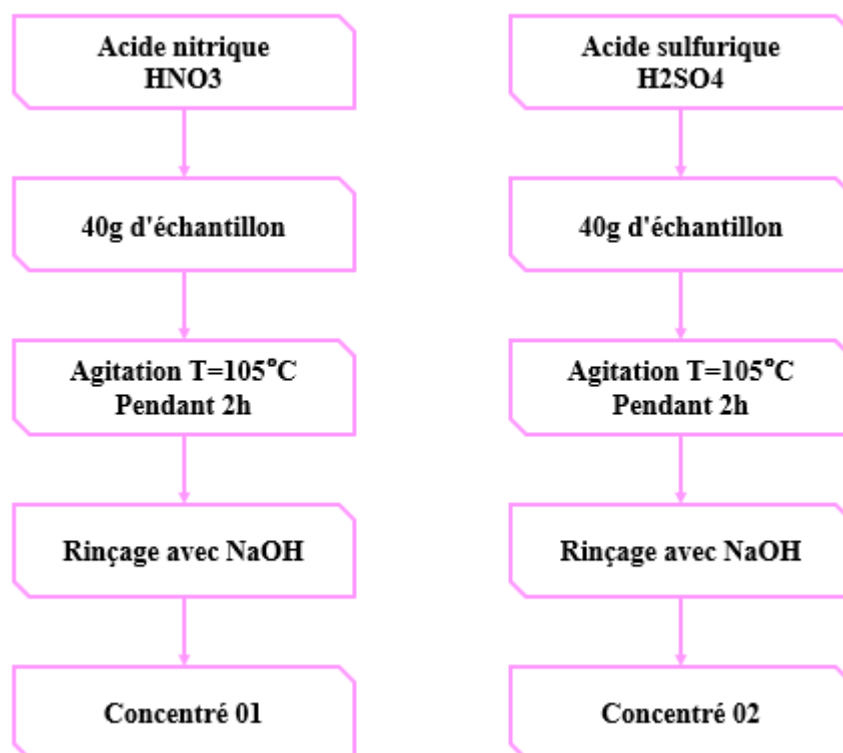 Acide nitrique
HNO3
40g d'échantillon
Agitation T=105°C
Pendant 2h
Rinçage avec NaOH
Concentré 01
Acide sulfurique
H2SO4
40g d'échantillon
Agitation T=105°C
Pendant 2h
Rinçage avec NaOH
Concentré 02